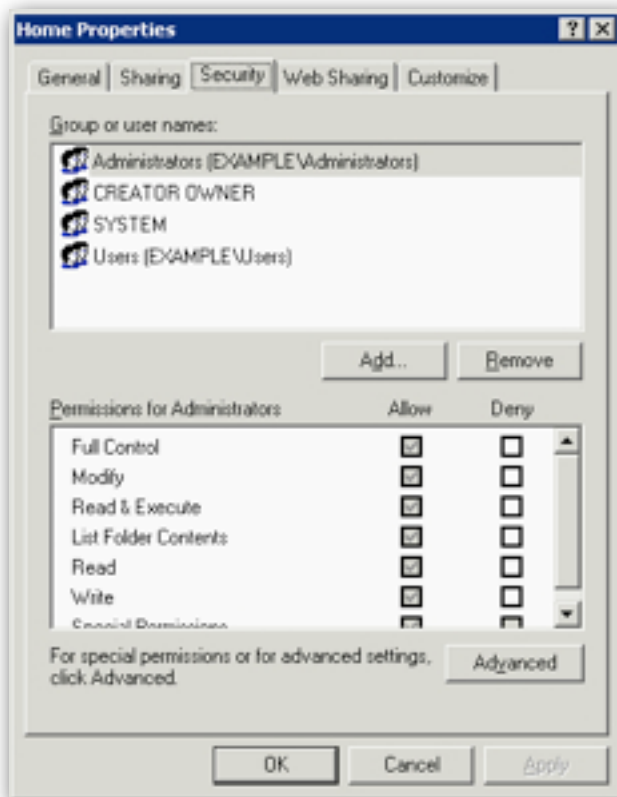 Home Properties
General Sharing Security Web Sharing Customize
Group or user names:
Administrators (EXAMPLE\Administrators)
CREATOR OWNER
SYSTEM
Users (EXAMPLE\Users)
Add... Remove
Permissions for Administrators Allow Deny
Full Control
Modify
Read & Execute
List Folder Contents
Read
Write
Special Permissions
For special permissions or for advanced settings,
click Advanced.
Advanced
OK Cancel Apply